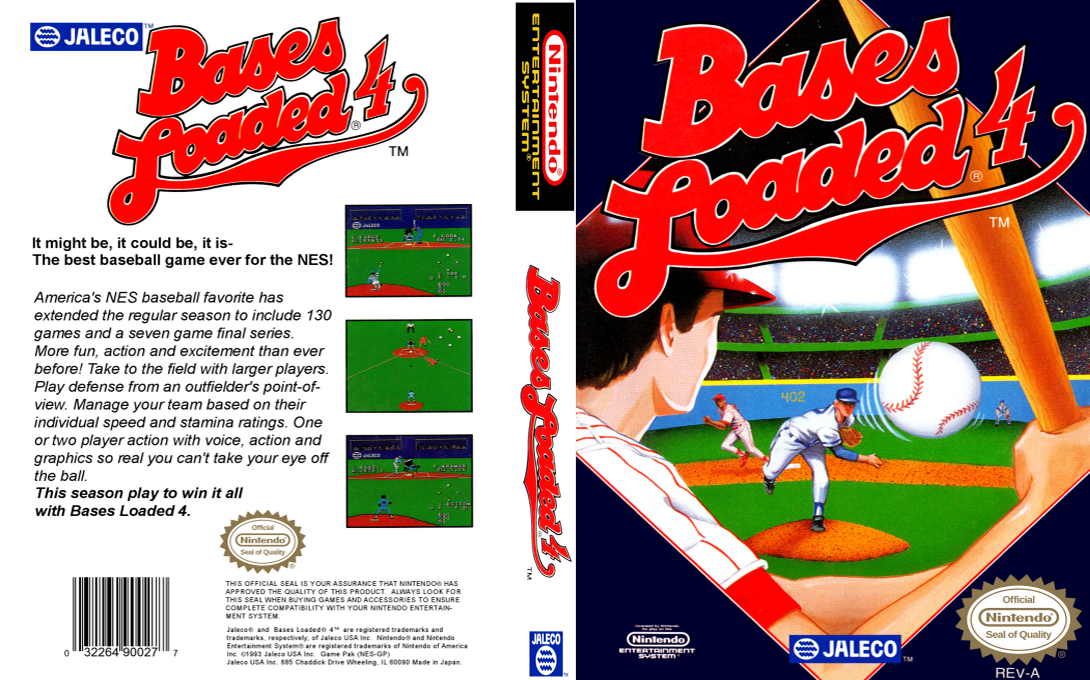 JALECO™
Bases
Loaded 4
®
TM
It might be, it could be, it is-
The best baseball game ever for the NES!
America's NES baseball favorite has
extended the regular season to include 130
games and a seven game final series.
More fun, action and excitement than ever
before! Take to the field with larger players.
Play defense from an outfielder's point-of-
view. Manage your team based on their
individual speed and stamina ratings. One
or two player action with voice, action and
graphics so real you can't take your eye off
the ball.
This season play to win it all
with Bases Loaded 4.
JALECO
Official
Nintendo
Seal of Quality
®
THIS OFFICIAL SEAL IS YOUR ASSURANCE THAT NINTENDO® HAS
APPROVED THE QUALITY OF THIS PRODUCT. ALWAYS LOOK FOR
THIS SEAL WHEN BUYING GAMES AND ACCESSORIES TO ENSURE
COMPLETE COMPATIBILITY WITH YOUR NINTENDO ENTERTAIN-
MENT SYSTEM.
Jaleco® and Bases Loaded® 4™ are registered trademarks and
trademarks, respectively, of Jaleco USA Inc. Nintendo® and Nintendo
Entertainment System® are registered trademarks of Nintendo of America
Inc. ©1993 Jaleco USA Inc. Game Pak (NES-GP)
Jaleco USA Inc. 685 Chaddick Drive Wheeling, IL 60090 Made in Japan.
0 32264 90027 7
Nintendo®
ENTERTAINMENT
SYSTEM®
Bases Loaded® 4
TM
JALECO
TM
Bases
Loaded 4
®
TM
402
Licensed by Nintendo
for play on the
Nintendo
ENTERTAINMENT
SYSTEM®
JALECO™
Official
Nintendo
Seal of Quality
®
REV-A